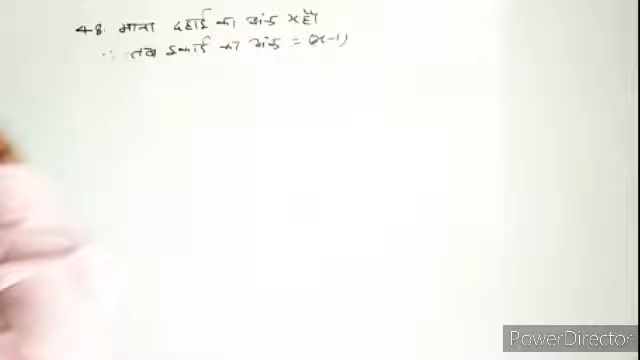 48. माना दहाई का अंक x है।
∴ तब इकाई का अंक = (x-1)
PowerDirector